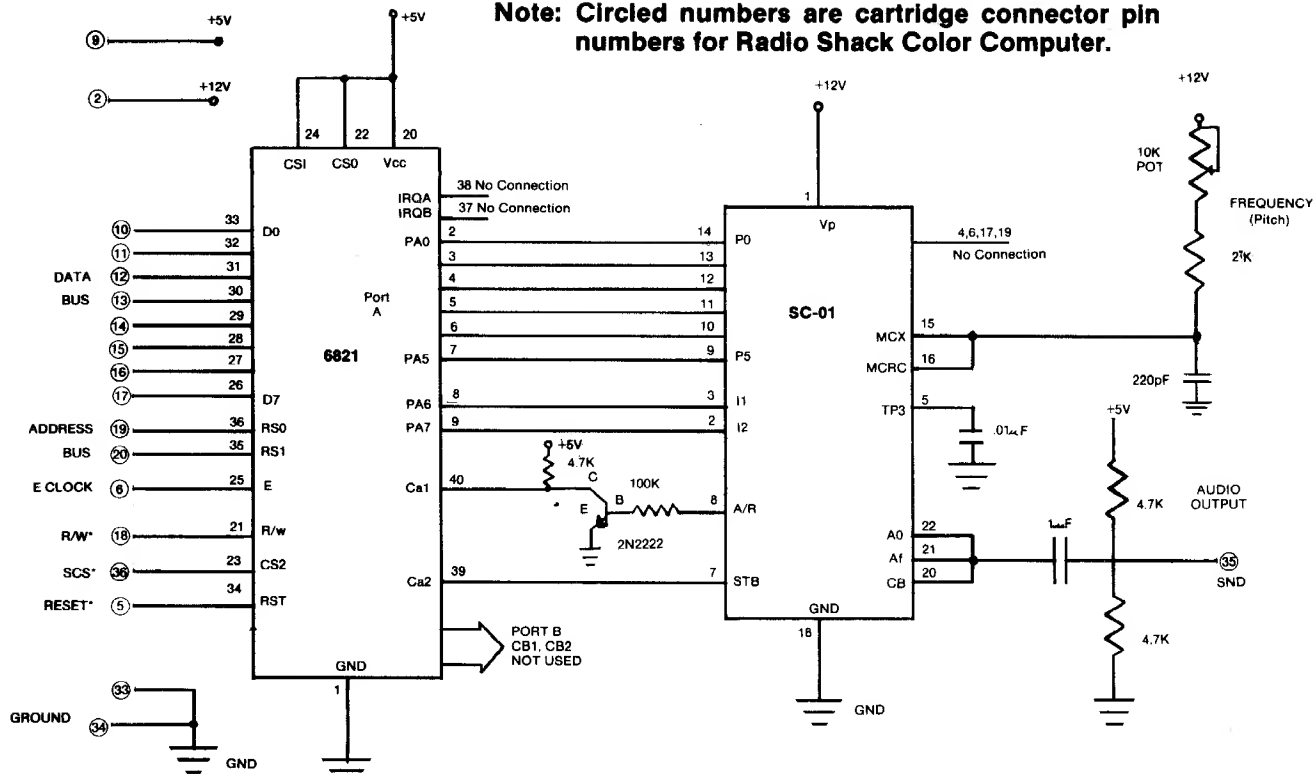 Note: Circled numbers are cartridge connector pin
numbers for Radio Shack Color Computer.
9 +5V
2 +12V
+5V
24 22 20
CSI CS0 Vcc
IRQA 38 No Connection
IRQB 37 No Connection
10 33 D0
11 32
DATA 12 31
BUS 13 30
14 29
15 28
16 27
17 26 D7
ADDRESS 19 36 RS0
BUS 20 35 RS1
E CLOCK 6 25 E
R/W* 18 21 R/w
SCS* 36 23 CS2
RESET* 5 34 RST
Port
A
6821
PA0 2
3
4
5
6
PA5 7
PA6 8
PA7 9
Ca1 40
Ca2 39
PORT B
CB1, CB2
NOT USED
GND
1
33
GROUND 34
GND
+5V
4.7K
C
B
E
100K
2N2222
+12V
1
Vp
14 P0
13
12
11
10
9 P5
3 I1
2 I2
8 A/R
7 STB
SC-01
4,6,17,19
No Connection
MCX 15
MCRC 16
TP3 5
.01µF
A0 22
Af 21
CB 20
GND
18
GND
+12V
10K
POT
FREQUENCY
(Pitch)
220pF
+5V
4.7K
AUDIO
OUTPUT
1µF
35
SND
4.7K